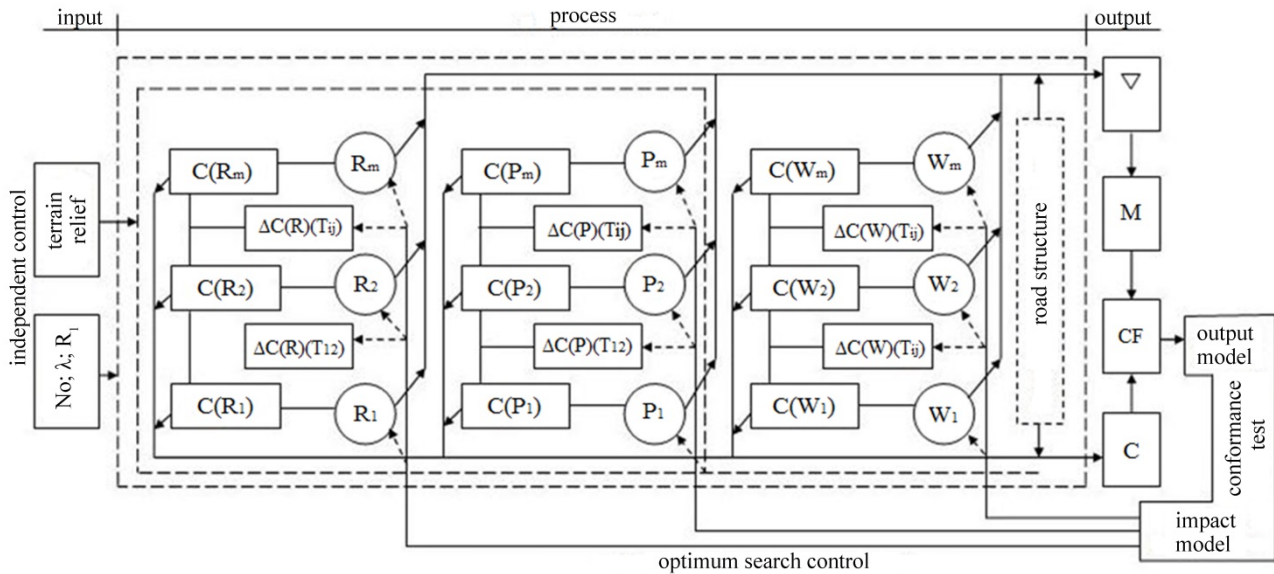 input
process
output
independent control
terrain
relief
No; λ; R₁
C(Rₘ)
Rₘ
ΔC(R)(Tᵢⱼ)
C(R₂)
R₂
ΔC(R)(T₁₂)
C(R₁)
R₁
C(Pₘ)
Pₘ
ΔC(P)(Tᵢⱼ)
C(P₂)
P₂
ΔC(P)(T₁₂)
C(P₁)
P₁
C(Wₘ)
Wₘ
ΔC(W)(Tᵢⱼ)
C(W₂)
W₂
ΔC(W)(Tᵢⱼ)
C(W₁)
W₁
road structure
▽
M
CF
C
output
model
conformance
test
impact
model
optimum search control